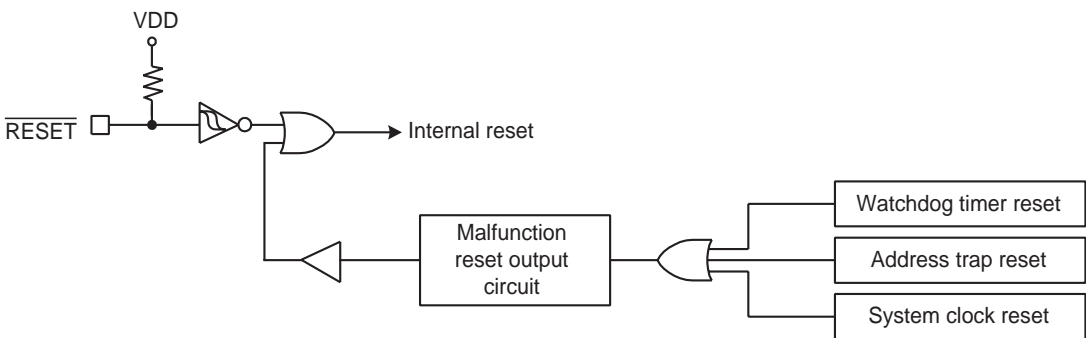 VDD
RESET
Internal reset
Watchdog timer reset
Malfunction
reset output
circuit
Address trap reset
System clock reset